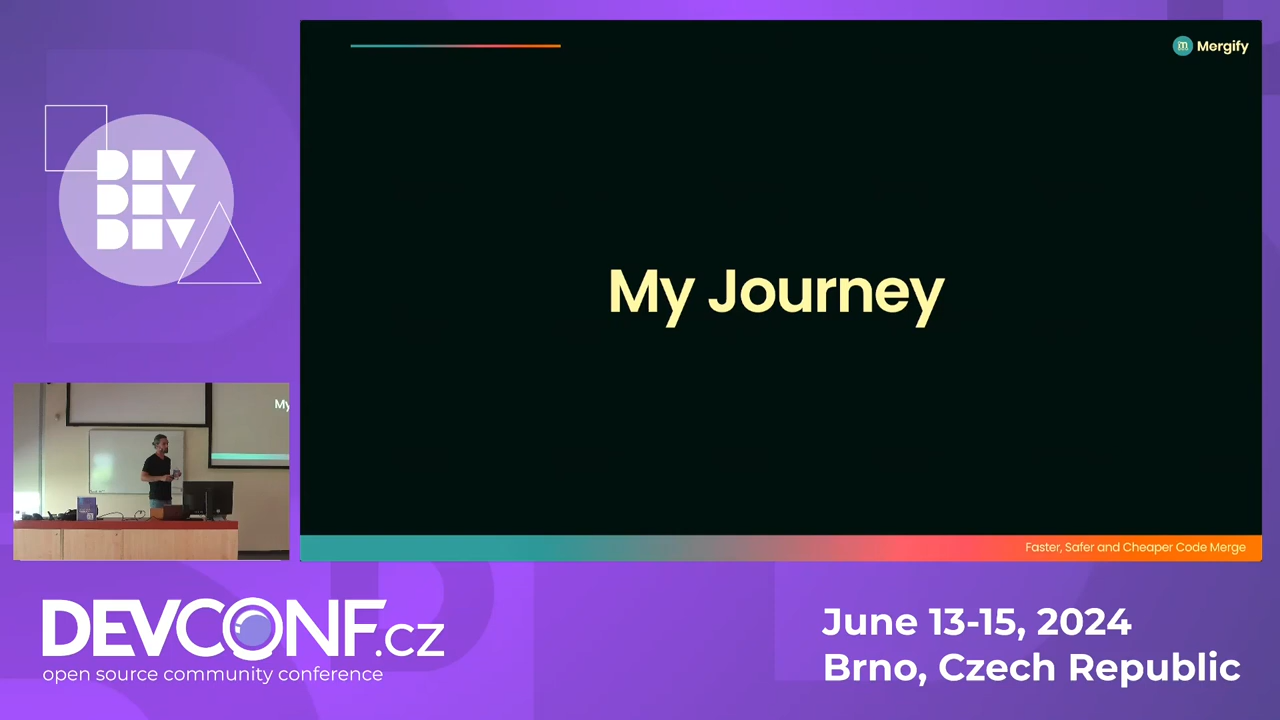 Mergify
DEV
DEV
DEV
My Journey
My
Faster, Safer and Cheaper Code Merge
DEVCONF.cz
open source community conference
June 13-15, 2024
Brno, Czech Republic